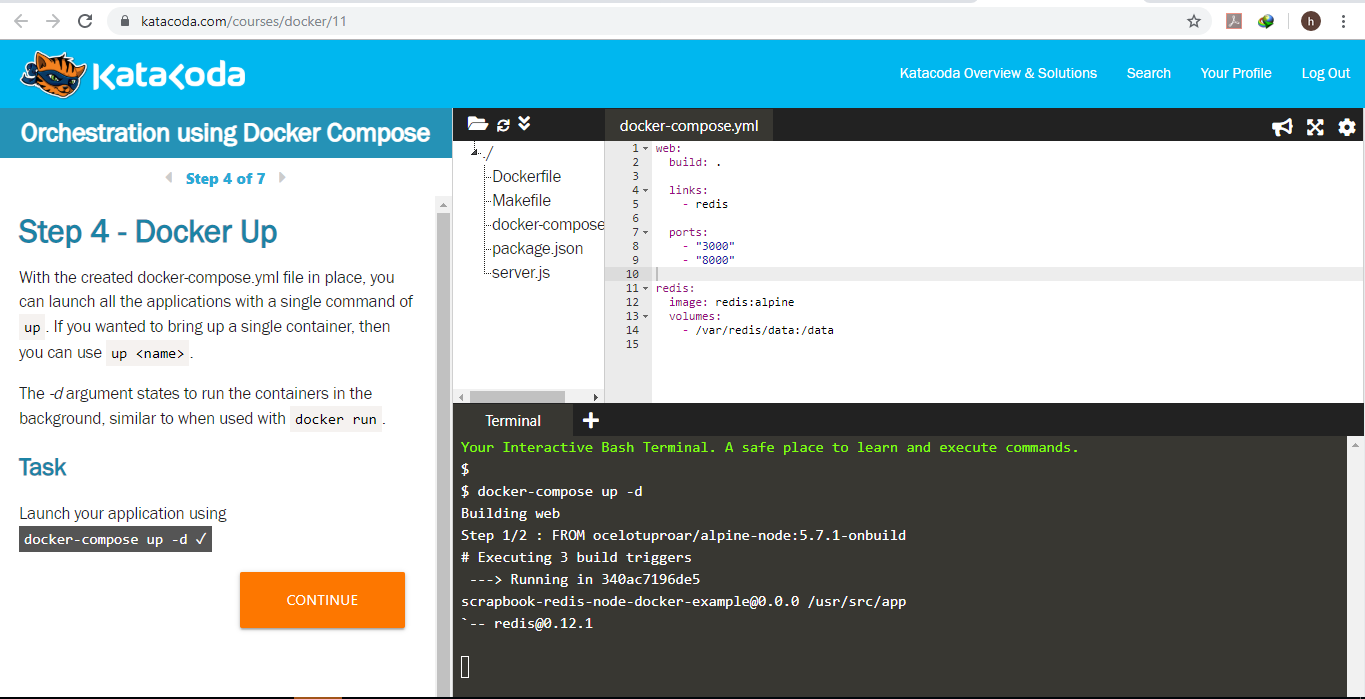 katacoda.com/courses/docker/11
h
Katacoda
Katacoda Overview & Solutions
Search
Your Profile
Log Out
Orchestration using Docker Compose
Step 4 of 7
Step 4 - Docker Up
With the created docker-compose.yml file in place, you
can launch all the applications with a single command of
up . If you wanted to bring up a single container, then
you can use up <name> .
The -d argument states to run the containers in the
background, similar to when used with docker run .
Task
Launch your application using
docker-compose up -d ✓
CONTINUE
./
Dockerfile
Makefile
docker-compose
package.json
server.js
docker-compose.yml
1 web:
2   build: .
3
4   links:
5     - redis
6
7   ports:
8     - "3000"
9     - "8000"
10
11 redis:
12   image: redis:alpine
13   volumes:
14     - /var/redis/data:/data
15
Terminal
Your Interactive Bash Terminal. A safe place to learn and execute commands.
$
$ docker-compose up -d
Building web
Step 1/2 : FROM ocelotuproar/alpine-node:5.7.1-onbuild
# Executing 3 build triggers
 ---> Running in 340ac7196de5
scrapbook-redis-node-docker-example@0.0.0 /usr/src/app
`-- redis@0.12.1